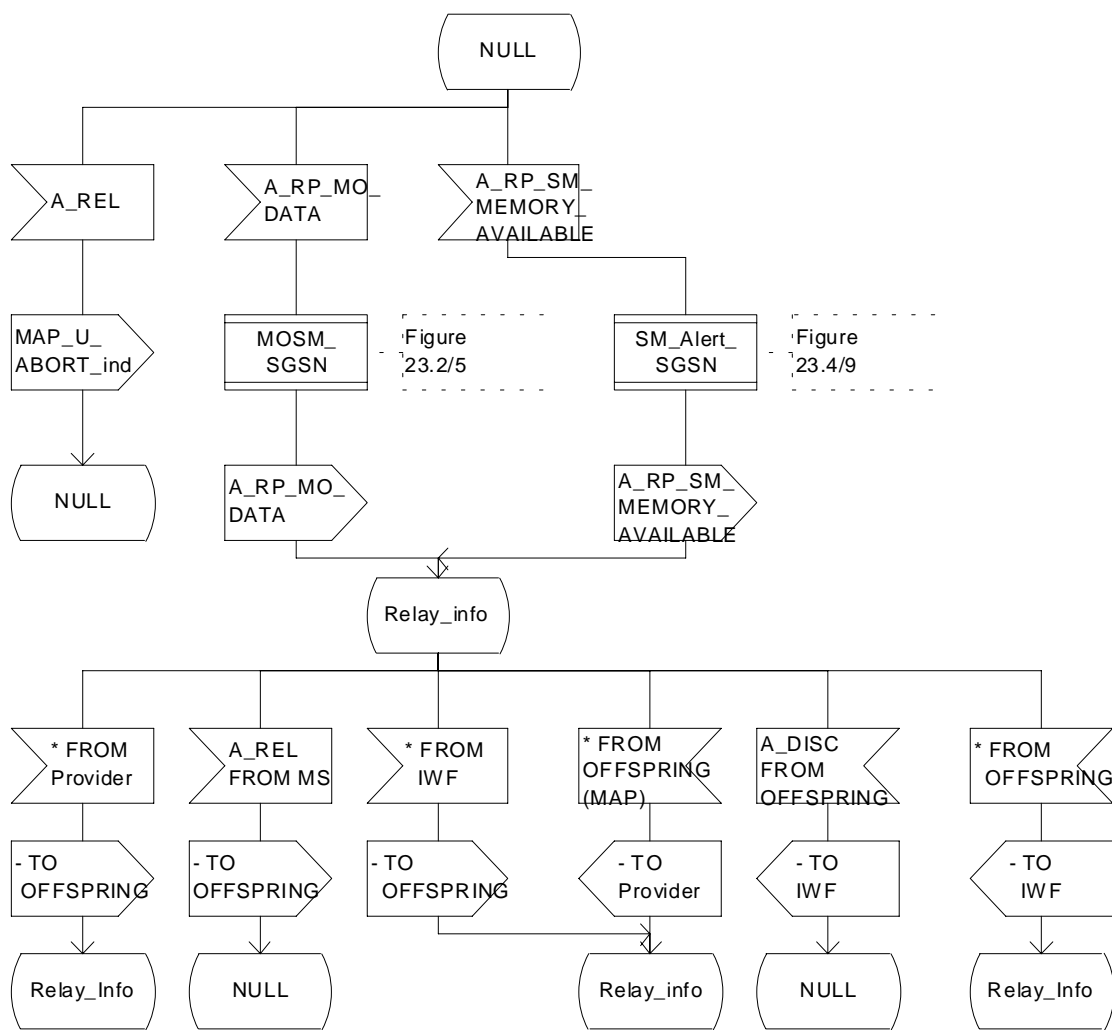 NULL
A_REL
A_RP_MO_
DATA
A_RP_SM_
MEMORY_
AVAILABLE
MAP_U_
ABORT_ind
MOSM_
SGSN
Figure
23.2/5
SM_Alert_
SGSN
Figure
23.4/9
NULL
A_RP_MO_
DATA
A_RP_SM_
MEMORY_
AVAILABLE
Relay_info
* FROM
Provider
A_REL
FROM MS
* FROM
IWF
* FROM
OFFSPRING
(MAP)
A_DISC
FROM
OFFSPRING
* FROM
OFFSPRING
- TO
OFFSPRING
- TO
OFFSPRING
- TO
OFFSPRING
- TO
Provider
- TO
IWF
- TO
IWF
Relay_Info
NULL
Relay_info
NULL
Relay_Info